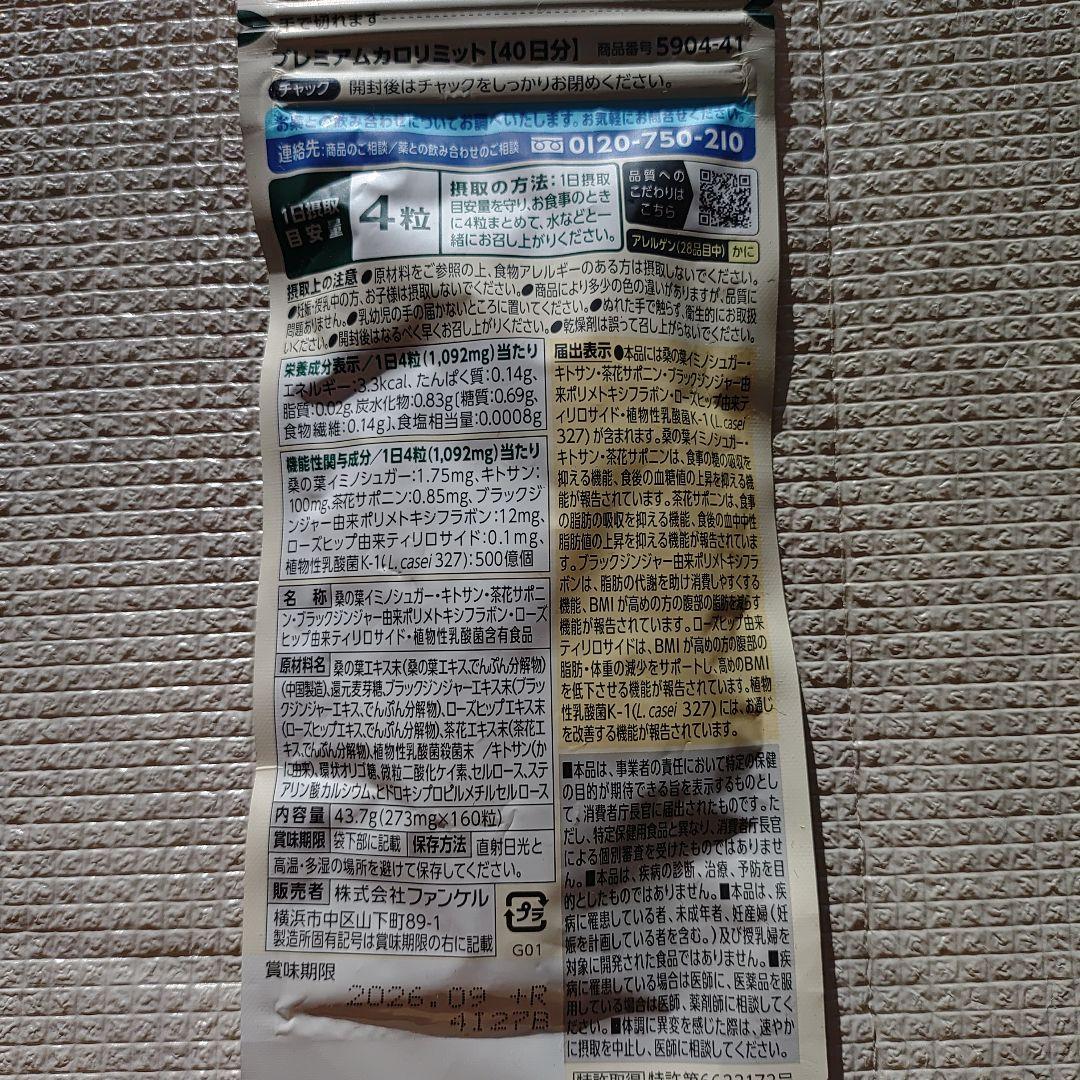 手で切れます
プレミアムカロリミット【40日分】 商品番号 5904-41
チャック 開封後はチャックをしっかりお閉めください。
お薬との飲み合わせについてお調べいたします。お気軽にお問合せください。
連絡先:商品のご相談/薬との飲み合わせのご相談 0120-750-210
1日摂取
目安量
4粒
摂取の方法:1日摂取
目安量を守り、お食事のとき
に4粒まとめて、水などと一
緒にお召し上がりください。
品質への
こだわりは
こちら
アレルゲン(28品目中) かに
摂取上の注意 ●原材料をご参照の上、食物アレルギーのある方は摂取しないでください。
●妊娠・授乳中の方、お子様は摂取しないでください。●商品により多少の色の違いがありますが、品質に
問題ありません。●乳幼児の手の届かないところに置いてください。●ぬれた手で触らず、衛生的にお取扱
いください。●開封後はなるべく早くお召し上がりください。●乾燥剤は誤って召し上がらないでください。
栄養成分表示/1日4粒(1,092mg)当たり
エネルギー:3.3kcal、たんぱく質:0.14g、
脂質:0.02g、炭水化物:0.83g〔糖質:0.69g、
食物繊維:0.14g〕、食塩相当量:0.0008g
機能性関与成分/1日4粒(1,092mg)当たり
桑の葉イミノシュガー:1.75mg、キトサン:
100mg、茶花サポニン:0.85mg、ブラックジ
ンジャー由来ポリメトキシフラボン:12mg、
ローズヒップ由来ティリロサイド:0.1mg、
植物性乳酸菌K-1(L. casei 327):500億個
名 称 桑の葉イミノシュガー・キトサン・茶花サポニ
ン・ブラックジンジャー由来ポリメトキシフラボン・ローズ
ヒップ由来ティリロサイド・植物性乳酸菌含有食品
原材料名 桑の葉エキス末(桑の葉エキス、でんぷん分解物)
(中国製造)、還元麦芽糖、ブラックジンジャーエキス末(ブラッ
クジンジャーエキス、でんぷん分解物)、ローズヒップエキス末
(ローズヒップエキス、でんぷん分解物)、茶花エキス末(茶花エ
キス、でんぷん分解物)、植物性乳酸菌殺菌末 /キトサン(か
に由来)、環状オリゴ糖、微粒二酸化ケイ素、セルロース、ステ
アリン酸カルシウム、ヒドロキシプロピルメチルセルロース
内容量 43.7g(273mg×160粒)
賞味期限 袋下部に記載 保存方法 直射日光と
高温・多湿の場所を避けて保存してください。
販売者 株式会社ファンケル
横浜市中区山下町89-1
製造所固有記号は賞味期限の右に記載
プラ
G01
賞味期限
2026.09 +R
4I27B
届出表示 ●本品には桑の葉イミノシュガー・
キトサン・茶花サポニン・ブラックジンジャー由
来ポリメトキシフラボン・ローズヒップ由来テ
ィリロサイド・植物性乳酸菌K-1(L. casei
327)が含まれます。桑の葉イミノシュガー・
キトサン・茶花サポニンは、食事の糖の吸収を
抑える機能、食後の血糖値の上昇を抑える機
能が報告されています。茶花サポニンは、食事
の脂肪の吸収を抑える機能、食後の血中中性
脂肪値の上昇を抑える機能が報告されていま
す。ブラックジンジャー由来ポリメトキシフラ
ボンは、脂肪の代謝を助け消費しやすくする
機能、BMIが高めの方の腹部の脂肪を減らす
機能が報告されています。ローズヒップ由来
ティリロサイドは、BMIが高めの方の腹部の
脂肪・体重の減少をサポートし、高めのBMI
を低下させる機能が報告されています。植物
性乳酸菌K-1(L. casei 327)には、お通じ
を改善する機能が報告されています。
■本品は、事業者の責任において特定の保健
の目的が期待できる旨を表示するものとし
て、消費者庁長官に届出されたものです。た
だし、特定保健用食品と異なり、消費者庁長官
による個別審査を受けたものではありませ
ん。■本品は、疾病の診断、治療、予防を目
的としたものではありません。■本品は、疾
病に罹患している者、未成年者、妊産婦(妊
娠を計画している者を含む。)及び授乳婦を
対象に開発された食品ではありません。■疾
病に罹患している場合は医師に、医薬品を服
用している場合は医師、薬剤師に相談してく
ださい。■体調に異変を感じた際は、速やか
に摂取を中止し、医師に相談してください。
特許取得 特許第6622172号